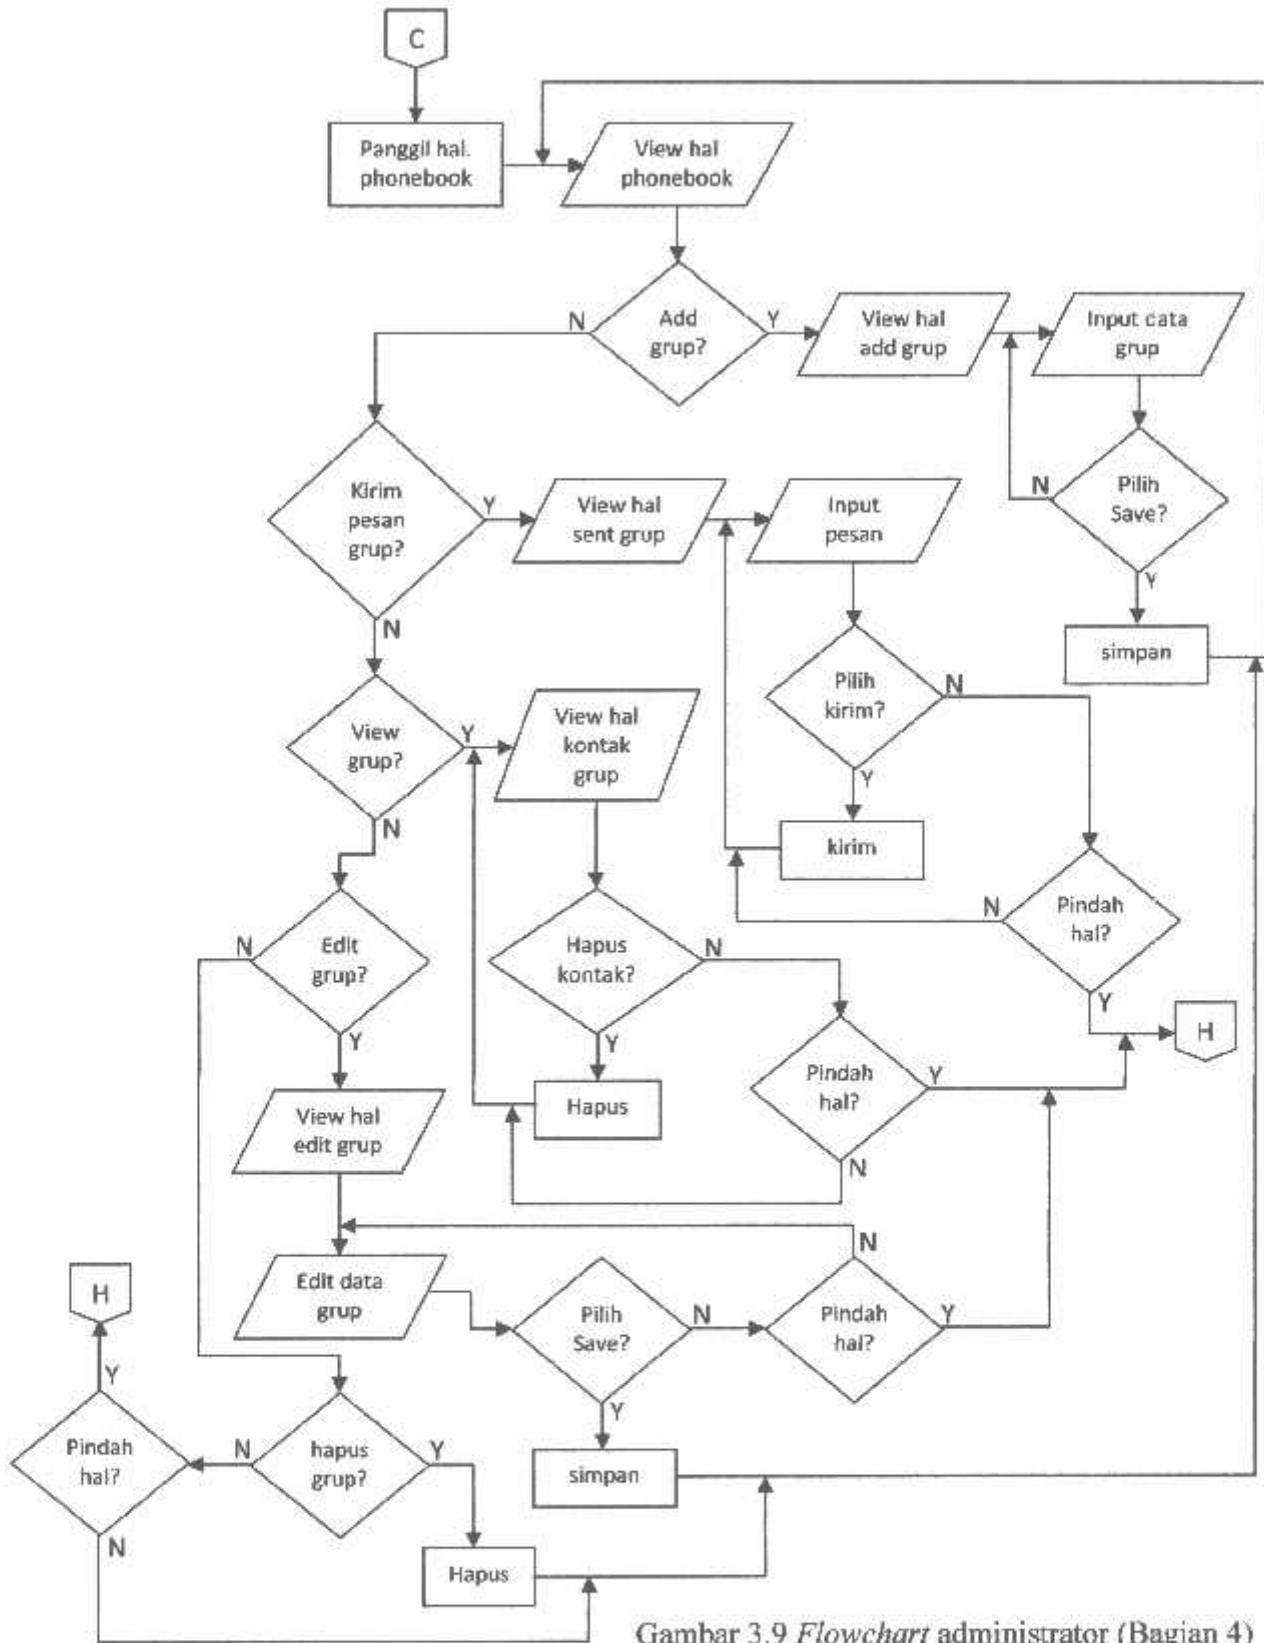 C
Panggil hal.
phonebook
View hal
phonebook
Add
grup?
N
Y
View hal
add grup
Input data
grup
Pilih
Save?
N
Y
simpan
Kirim
pesan
grup?
Y
N
View hal
sent grup
Input
pesan
Pilih
kirim?
N
Y
kirim
Pindah
hal?
N
Y
H
View
grup?
Y
N
View hal
kontak
grup
Hapus
kontak?
N
Y
Hapus
Pindah
hal?
Y
N
Edit
grup?
N
Y
View hal
edit grup
Edit data
grup
Pilih
Save?
N
Y
simpan
Pindah
hal?
N
Y
hapus
grup?
N
Y
Hapus
Pindah
hal?
Y
N
H
Gambar 3.9 Flowchart administrator (Bagian 4)